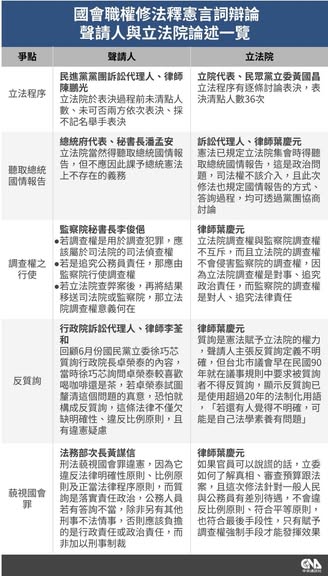 國會職權修法釋憲言詞辯論
聲請人與立法院論述一覽
爭點
聲請人
立法院
立法程序
民進黨黨團訴訟代理人、律師
陳鵬光
立法院於表決過程前未清點人
數、未可否兩方依次表決、採
不記名舉手表決
立院代表、民眾黨立委黃國昌
立法程序有逐條討論表決，表
決清點人數36次
聽取總統
國情報告
總統府代表、秘書長潘孟安
立法院當然得聽取總統國情報
告，但不應因此課予總統憲法
上不存在的義務
訴訟代理人、律師葉慶元
憲法已規定立法院集會時得聽
取總統國情報告，這是政治問
題，司法權不該介入，且此次
修法也規定國情報告的方式、
答詢過程，均可透過黨團協商
討論
調查權之
行使
監察院秘書長李俊俋
●若調查權是用於調查犯罪，應
該屬於司法院的司法偵查權
●若是追究公務員責任，那應由
監察院行使調查權
●若立法院查弊案後，再將結果
移送司法院或監察院，那立法
院調查權意義何在
律師葉慶元
立法院調查權與監察院調查權
不互斥，而且立法院的調查權
不會侵害監察院的調查權，因
為立法院調查權是對事、追究
政治責任，而監察院的調查權
是對人、追究法律責任
反質詢
行政院訴訟代理人、律師李荃
和
回顧6月份國民黨立委徐巧芯
質詢行政院長卓榮泰的內容，
當時徐巧芯詢問卓榮泰較喜歡
喝咖啡還是茶，若卓榮泰試圖
釐清這個問題的真意，恐怕就
構成反質詢，這條法律不僅欠
缺明確性、違反比例原則，且
有違憲疑慮
律師葉慶元
質詢是憲法賦予立法院的權力
，聲請人主張反質詢定義不明
確，但台北市議會早在民國90
年就在議事規則中要求被質詢
者不得反質詢，顯示反質詢已
是使用超過20年的法制化用語
，「若還有人覺得不明確，可
能是自己法學素養有問題」
藐視國會
罪
法務部次長黃謀信
刑法藐視國會罪違憲，因為它
違反法律明確性原則、比例原
則及正當法律程序原則，而質
詢是落實責任政治，公務人員
若有答詢不當，除非另有其他
刑事不法情事，否則應該負擔
的是行政責任或政治責任，而
非加以刑事制裁
律師葉慶元
如果官員可以說謊的話，立委
如何了解真相、審查預算跟法
案，且這次修法針對一般人民
與公務員有差別待遇，不會違
反比例原則、符合平等原則，
也符合最後手段性，只有賦予
調查權強制手段才能發揮效果
CNA
中央通訊社